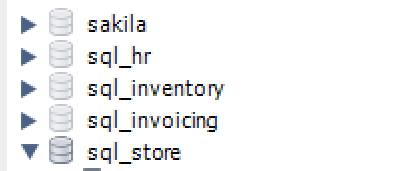 sakila
sql_hr
sql_inventory
sql_invoicing
sql_store